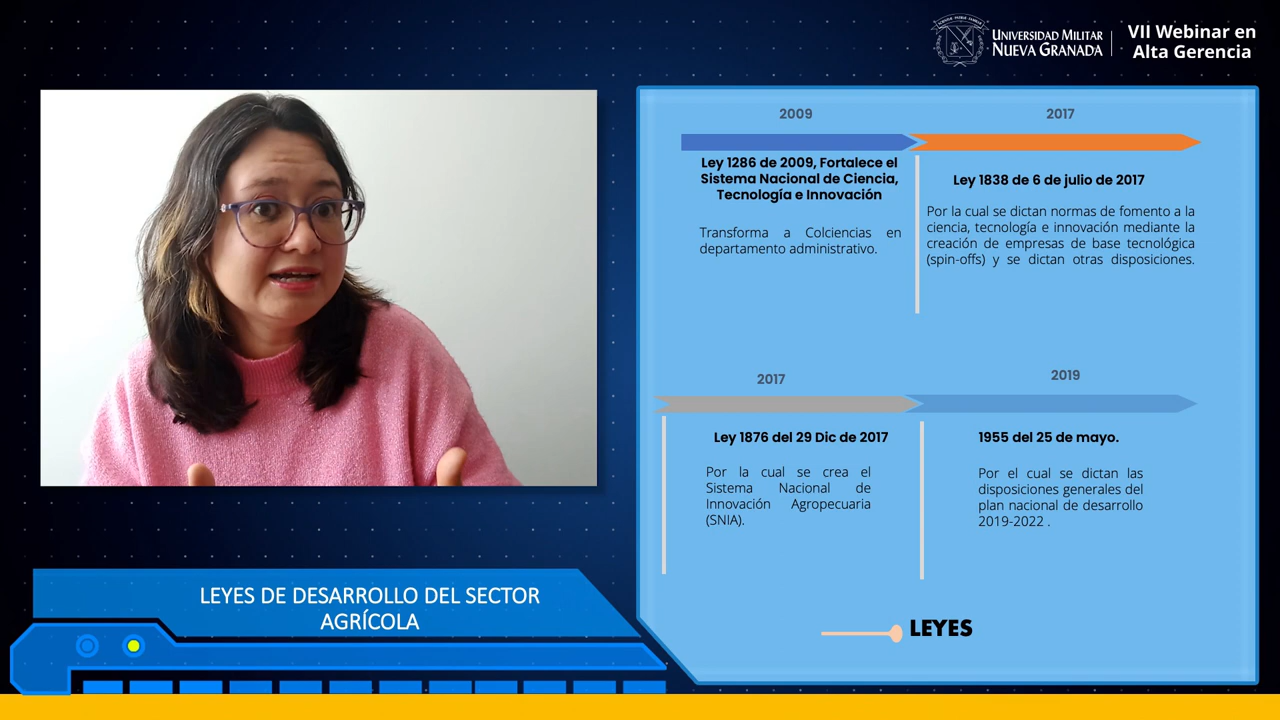 UNIVERSIDAD MILITAR
NUEVA GRANADA
VII Webinar en
Alta Gerencia
2009
Ley 1286 de 2009, Fortalece el
Sistema Nacional de Ciencia,
Tecnología e Innovación
Transforma a Colciencias en
departamento administrativo.
2017
Ley 1838 de 6 de julio de 2017
Por la cual se dictan normas de fomento a la
ciencia, tecnología e innovación mediante la
creación de empresas de base tecnológica
(spin-offs) y se dictan otras disposiciones.
2017
Ley 1876 del 29 Dic de 2017
Por la cual se crea el
Sistema Nacional de
Innovación Agropecuaria
(SNIA).
2019
1955 del 25 de mayo.
Por el cual se dictan las
disposiciones generales del
plan nacional de desarrollo
2019-2022 .
LEYES
LEYES DE DESARROLLO DEL SECTOR
AGRÍCOLA